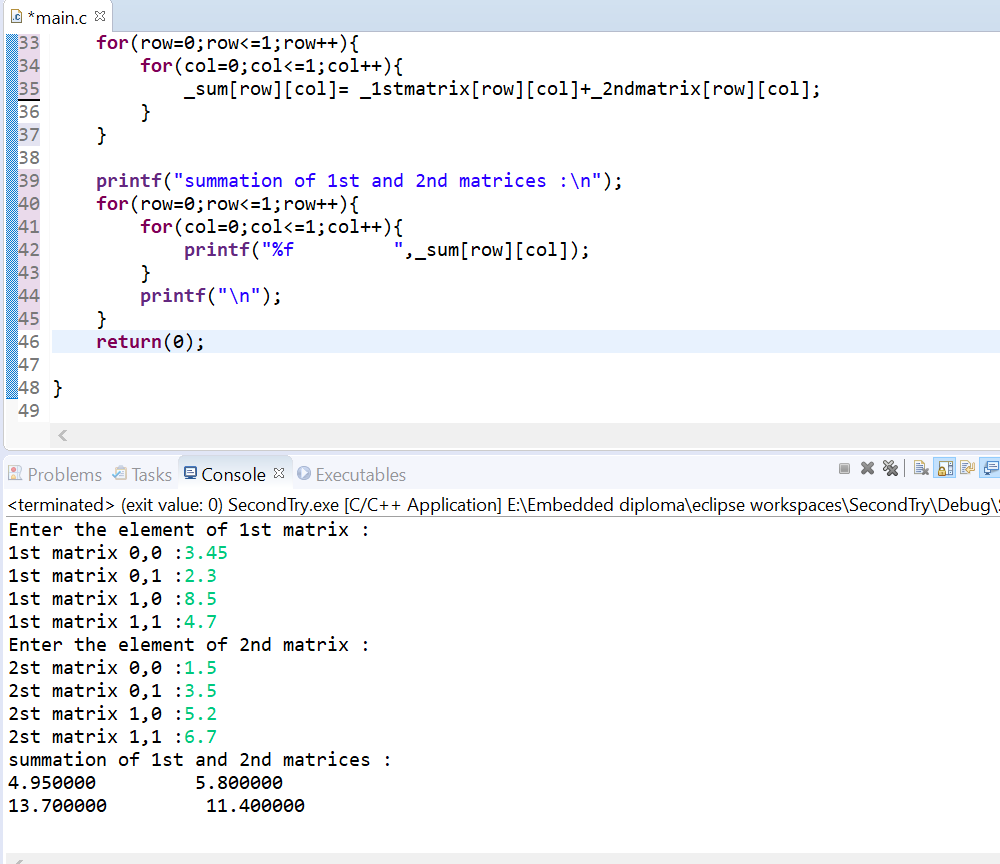 *main.c
33 for(row=0;row<=1;row++){
34 for(col=0;col<=1;col++){
35 _sum[row][col]= _1stmatrix[row][col]+_2ndmatrix[row][col];
36 }
37 }
38
39 printf("summation of 1st and 2nd matrices :\n");
40 for(row=0;row<=1;row++){
41 for(col=0;col<=1;col++){
42 printf("%f         ",_sum[row][col]);
43 }
44 printf("\n");
45 }
46 return(0);
47
48 }
49
Problems Tasks Console Executables
<terminated> (exit value: 0) SecondTry.exe [C/C++ Application] E:\Embedded diploma\eclipse workspaces\SecondTry\Debug\
Enter the element of 1st matrix :
1st matrix 0,0 :3.45
1st matrix 0,1 :2.3
1st matrix 1,0 :8.5
1st matrix 1,1 :4.7
Enter the element of 2nd matrix :
2st matrix 0,0 :1.5
2st matrix 0,1 :3.5
2st matrix 1,0 :5.2
2st matrix 1,1 :6.7
summation of 1st and 2nd matrices :
4.950000         5.800000
13.700000         11.400000